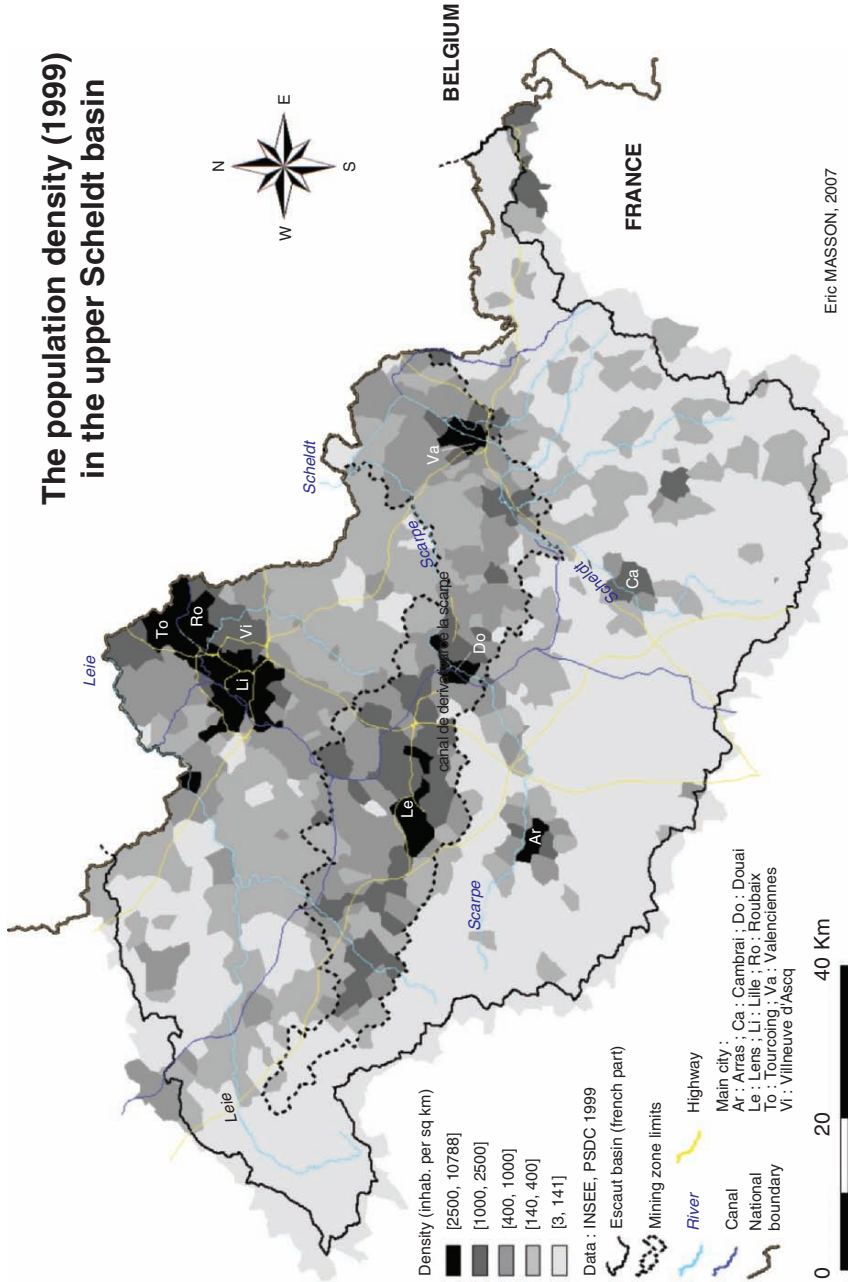 The population density (1999)
in the upper Scheldt basin
N
W
E
S
BELGIUM
FRANCE
Leie
To
Ro
Vi
Li
Scheldt
Va
Scarpe
canal de derivation de la scarpe
Do
Le
Scheldt
Ca
Ar
Scarpe
Leie
Eric MASSON, 2007
Density (inhab. per sq km)
[2500, 10788]
[1000, 2500]
[400, 1000]
[140, 400]
[3, 141]
Data : INSEE, PSDC 1999
Escaut basin (french part)
Mining zone limits
River
Highway
Canal
National
boundary
Main city :
Ar : Arras ; Ca : Cambrai ; Do : Douai
Le : Lens ; Li : Lille ; Ro : Roubaix
To : Tourcoing ; Va : Valenciennes
Vi : Villneuve d'Ascq
0 20 40 Km